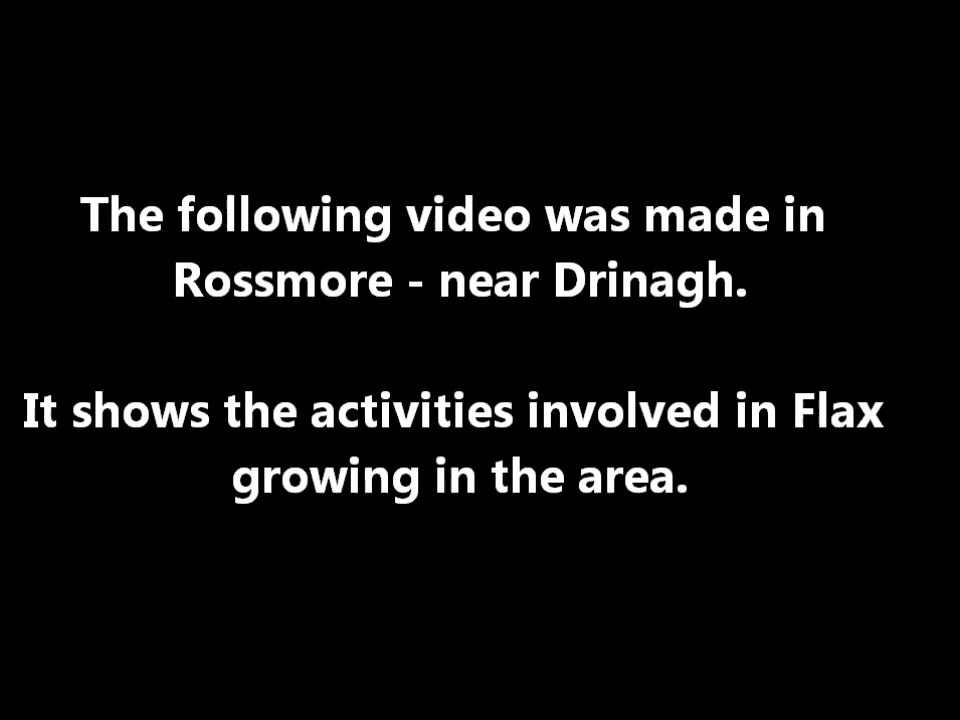 The following video was made in
Rossmore - near Drinagh.
It shows the activities involved in Flax
growing in the area.